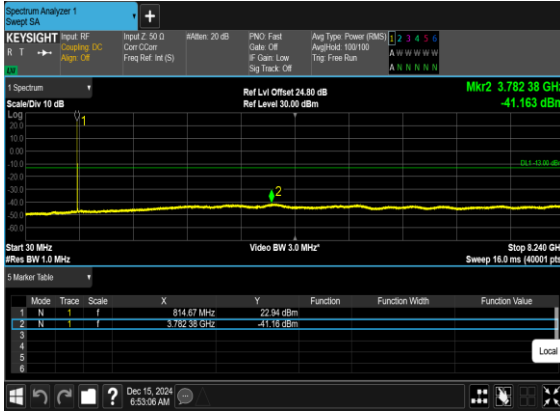 Spectrum Analyzer 1
Swept SA
+
KEYSIGHT Input: RF Input Z: 50 Ω #Atten: 20 dB PNO: Fast Avg Type: Power (RMS) 1 2 3 4 5 6
R T Coupling: DC Corr CCorr Gate: Off Avg|Hold: 100/100 A W W W W W
Align: Off Freq Ref: Int (S) IF Gain: Low Trig: Free Run
Sig Track: Off A N N N N N
1 Spectrum Ref Lvl Offset 24.80 dB Mkr2 3.782 38 GHz
Scale/Div 10 dB Ref Level 30.00 dBm -41.163 dBm
Log
20.0 1
10.0
0.00
-10.0 DL1 -13.00 dBm
-20.0
-30.0
-40.0 2
-50.0
-60.0
Start 30 MHz Video BW 3.0 MHz* Stop 8.240 GHz
#Res BW 1.0 MHz Sweep 16.0 ms (40001 pts)
5 Marker Table
Mode Trace Scale X Y Function Function Width Function Value
1 N 1 f 814.67 MHz 22.94 dBm
2 N 1 f 3.782 38 GHz -41.16 dBm
3
4
5
6
Local
? Dec 15, 2024
6:53:06 AM